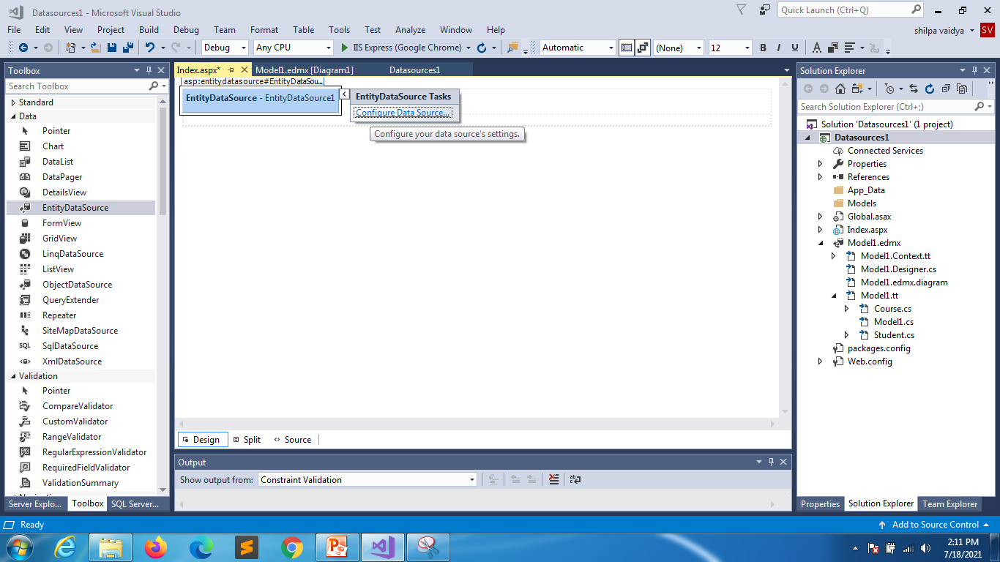 Datasources1 - Microsoft Visual Studio
Quick Launch (Ctrl+Q)
File Edit View Project Build Debug Team Format Table Tools Test Analyze Window Help
shilpa vaidya SV
Debug Any CPU IIS Express (Google Chrome) Automatic (None) 12 B I U A
Toolbox
Search Toolbox
Standard
Data
Pointer
Chart
DataList
DataPager
DetailsView
EntityDataSource
FormView
GridView
LinqDataSource
ListView
ObjectDataSource
QueryExtender
Repeater
SiteMapDataSource
SqlDataSource
XmlDataSource
Validation
Pointer
CompareValidator
CustomValidator
RangeValidator
RegularExpressionValidator
RequiredFieldValidator
ValidationSummary
Server Explo... Toolbox SQL Server...
Index.aspx* Model1.edmx [Diagram1] Datasources1
asp:entitydatasource#EntityDataSou...
EntityDataSource - EntityDataSource1
EntityDataSource Tasks
Configure Data Source...
Configure your data source's settings.
Design Split Source
Output
Show output from: Constraint Validation
Solution Explorer
Search Solution Explorer (Ctrl+;)
Solution 'Datasources1' (1 project)
Datasources1
Connected Services
Properties
References
App_Data
Models
Global.asax
Index.aspx
Model1.edmx
Model1.Context.tt
Model1.Designer.cs
Model1.edmx.diagram
Model1.tt
Course.cs
Model1.cs
Student.cs
packages.config
Web.config
Properties Solution Explorer Team Explorer
Ready
Add to Source Control
2:11 PM
7/18/2021